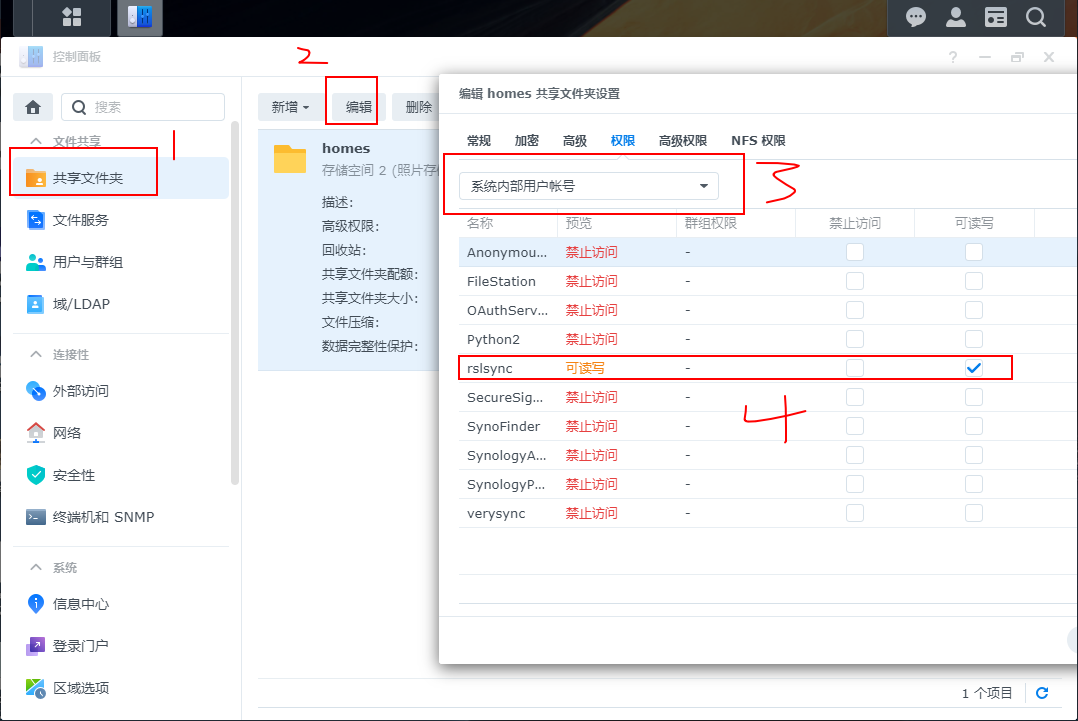 控制面板
?
搜索
文件共享
共享文件夹
文件服务
用户与群组
域/LDAP
连接性
外部访问
网络
安全性
终端机和 SNMP
系统
信息中心
登录门户
区域选项
1
2
新增
编辑
删除
homes
存储空间 2 (照片存
描述:
高级权限:
回收站:
共享文件夹配额:
共享文件夹大小:
文件压缩:
数据完整性保护:
编辑 homes 共享文件夹设置
常规 加密 高级 权限 高级权限 NFS 权限
系统内部用户帐号
3
名称 预览 群组权限 禁止访问 可读写
Anonymou... 禁止访问 -
FileStation 禁止访问 -
OAuthServ... 禁止访问 -
Python2 禁止访问 -
rslsync 可读写 -
SecureSig... 禁止访问 -
SynoFinder 禁止访问 -
SynologyA... 禁止访问 -
SynologyP... 禁止访问 -
verysync 禁止访问 -
4
1 个项目